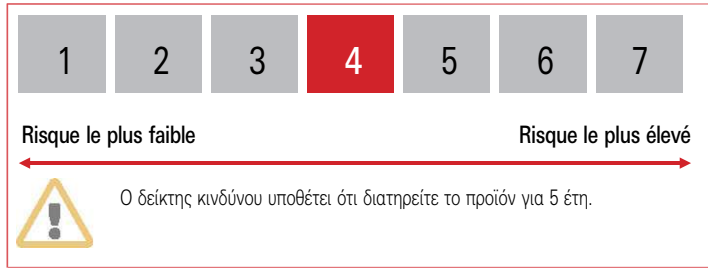 1 2 3 4 5 6 7
Risque le plus faible Risque le plus élevé
Ο δείκτης κινδύνου υποθέτει ότι διατηρείτε το προϊόν για 5 έτη.